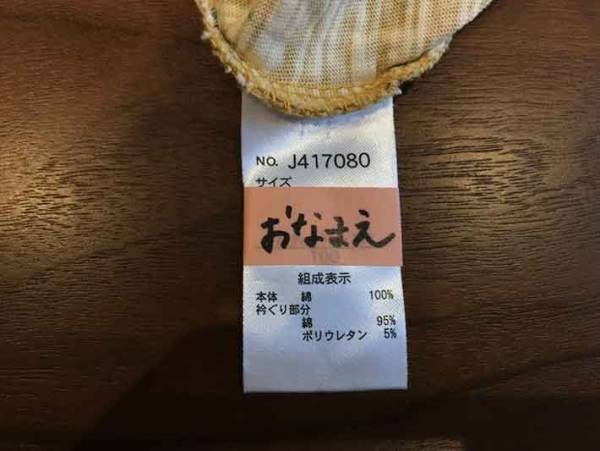 NO. J417080
サイズ
おなまえ
100
組成表示
本体 綿 100%
衿ぐり部分
綿 95%
ポリウレタン 5%